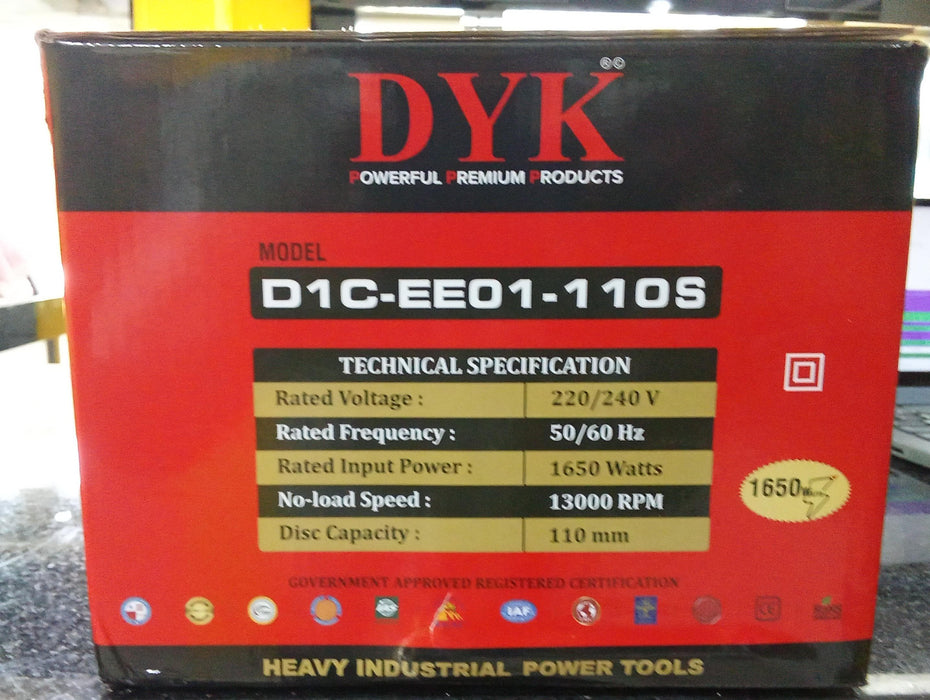 DYK ®©
POWERFUL PREMIUM PRODUCTS
MODEL
D1C-EE01-110S
TECHNICAL SPECIFICATION
Rated Voltage : 220/240 V
Rated Frequency : 50/60 Hz
Rated Input Power : 1650 Watts
No-load Speed : 13000 RPM
Disc Capacity : 110 mm
1650
GOVERNMENT APPROVED REGISTERED CERTIFICATION
IAF
CE
HEAVY INDUSTRIAL POWER TOOLS